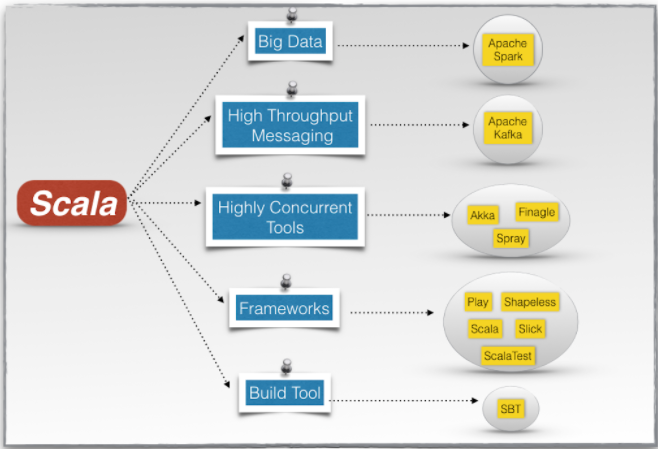 Scala
Big Data
Apache
Spark
High Throughput
Messaging
Apache
Kafka
Highly Concurrent
Tools
Akka
Finagle
Spray
Frameworks
Play
Shapeless
Scala
Slick
ScalaTest
Build Tool
SBT